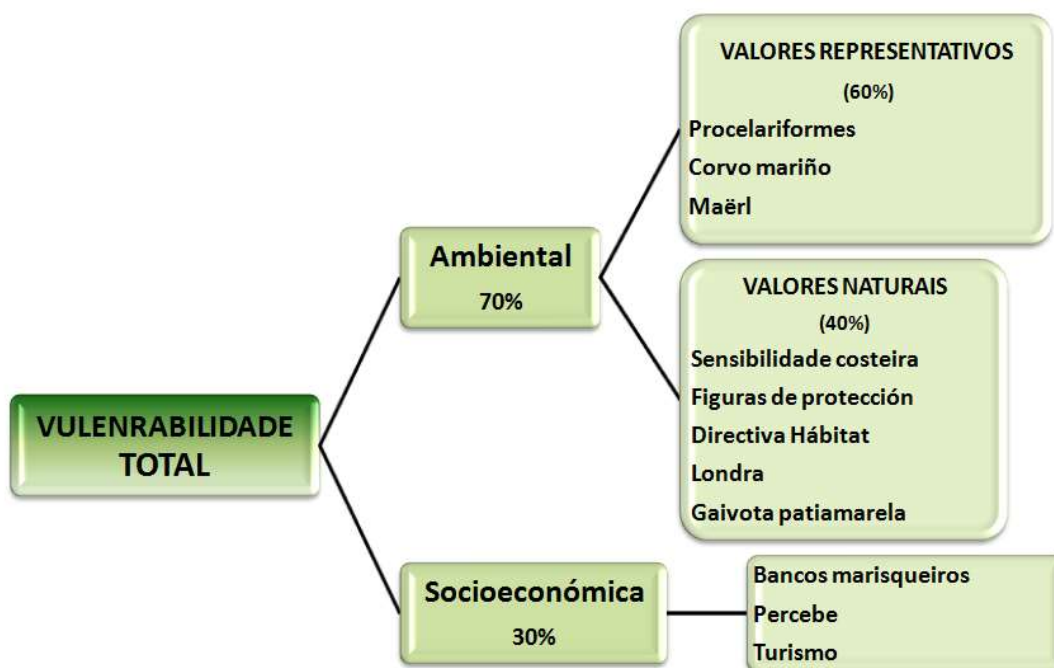 VULENRABILIDADE
TOTAL
Ambiental
70%
VALORES REPRESENTATIVOS
(60%)
Procelariformes
Corvo mariño
Maërl
VALORES NATURAIS
(40%)
Sensibilidade costeira
Figuras de protección
Directiva Hábitat
Londra
Gaivota patiamarela
Socioeconómica
30%
Bancos marisqueiros
Percebe
Turismo